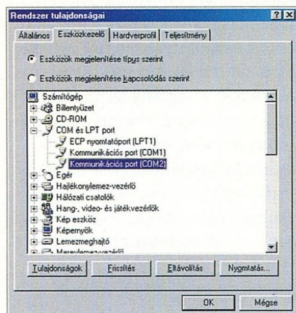 Rendszer tulajdonságai
Általános Eszközkezelő Hardverprofil Teljesítmény
Eszközök megjelenítése típus szerint
Eszközök megjelenítése kapcsolódás szerint
Számítógép
Billentyűzet
CD-ROM
COM és LPT port
ECP nyomtatóport (LPT1)
Kommunikációs port (COM1)
Kommunikációs port (COM2)
Egér
Hajlékonylemez-vezérlő
Hálózati csatolók
Hang-, video- és játékvezérlők
Kép eszköz
Képernyők
Lemezmeghajtó
Merevlemez-vezérlő
Tulajdonságok Frissítés Eltávolítás Nyomtatás...
OK Mégse